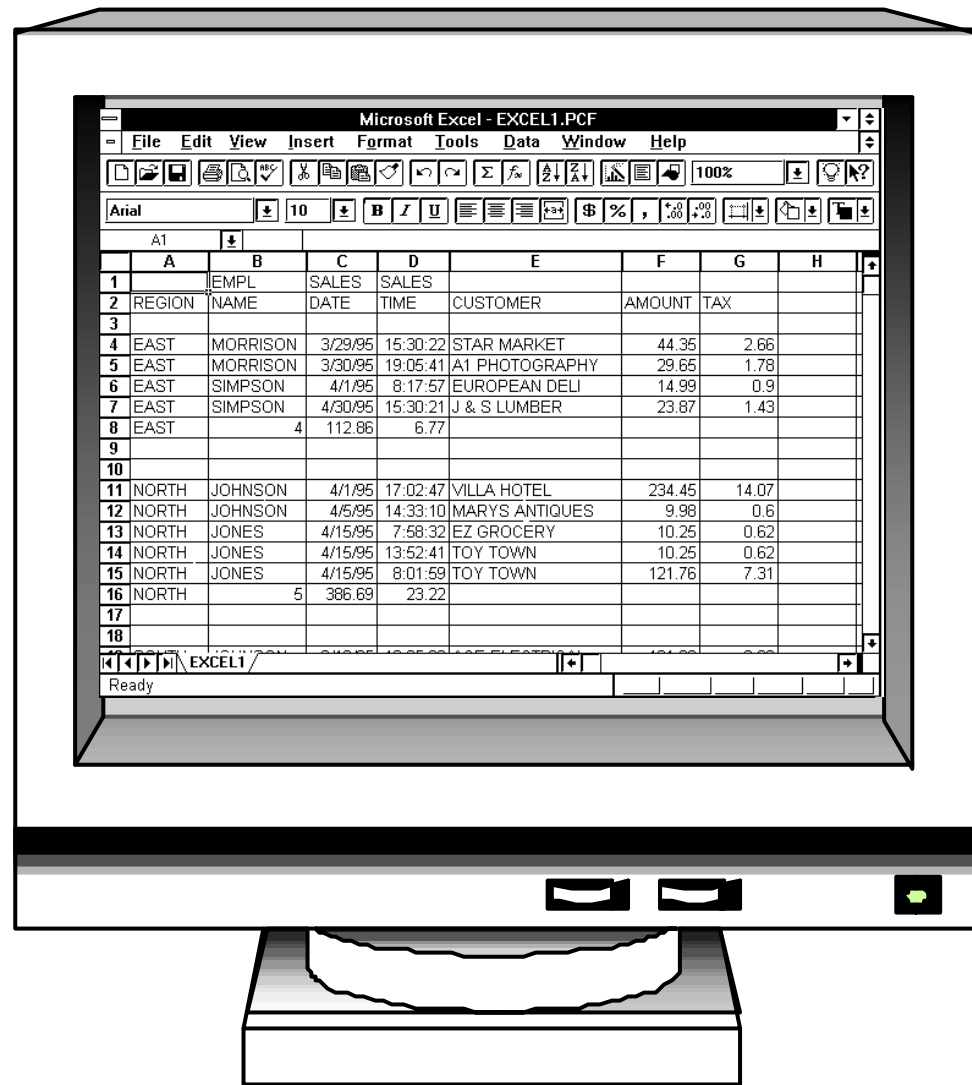 Microsoft Excel - EXCEL1.PCF
File Edit View Insert Format Tools Data Window Help
ABC Σ fx A Z Z A 100% ?
Arial 10 B I U a $ % , .0 .00 .00 .0
A1
A B C D E F G H
1 EMPL SALES SALES
2 REGION NAME DATE TIME CUSTOMER AMOUNT TAX
3
4 EAST MORRISON 3/29/95 15:30:22 STAR MARKET 44.35 2.66
5 EAST MORRISON 3/30/95 19:05:41 A1 PHOTOGRAPHY 29.65 1.78
6 EAST SIMPSON 4/1/95 8:17:57 EUROPEAN DELI 14.99 0.9
7 EAST SIMPSON 4/30/95 15:30:21 J & S LUMBER 23.87 1.43
8 EAST 4 112.86 6.77
9
10
11 NORTH JOHNSON 4/1/95 17:02:47 VILLA HOTEL 234.45 14.07
12 NORTH JOHNSON 4/5/95 14:33:10 MARYS ANTIQUES 9.98 0.6
13 NORTH JONES 4/15/95 7:58:32 EZ GROCERY 10.25 0.62
14 NORTH JONES 4/15/95 13:52:41 TOY TOWN 10.25 0.62
15 NORTH JONES 4/15/95 8:01:59 TOY TOWN 121.76 7.31
16 NORTH 5 386.69 23.22
17
18
EXCEL1
Ready